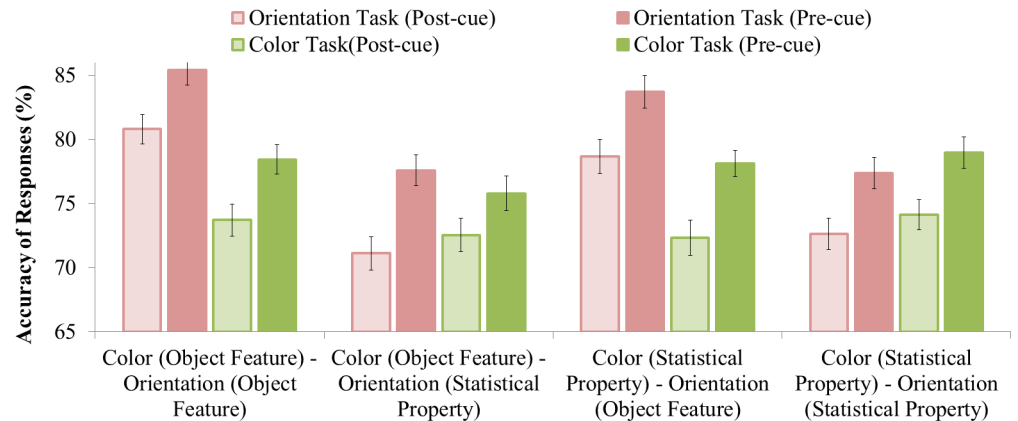 Orientation Task (Post-cue)
Orientation Task (Pre-cue)
Color Task(Post-cue)
Color Task (Pre-cue)
Accuracy of Responses (%)
85
80
75
70
65
Color (Object Feature) -
Orientation (Object
Feature)
Color (Object Feature) -
Orientation (Statistical
Property)
Color (Statistical
Property) - Orientation
(Object Feature)
Color (Statistical
Property) - Orientation
(Statistical Property)